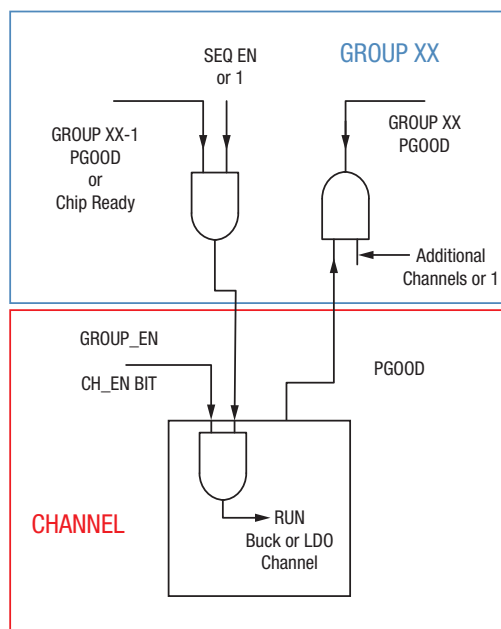 SEQ EN
or 1
GROUP XX
GROUP XX-1
PGOOD
or
Chip Ready
GROUP XX
PGOOD
Additional
Channels or 1
GROUP_EN
CH_EN BIT
PGOOD
CHANNEL
RUN
Buck or LDO
Channel